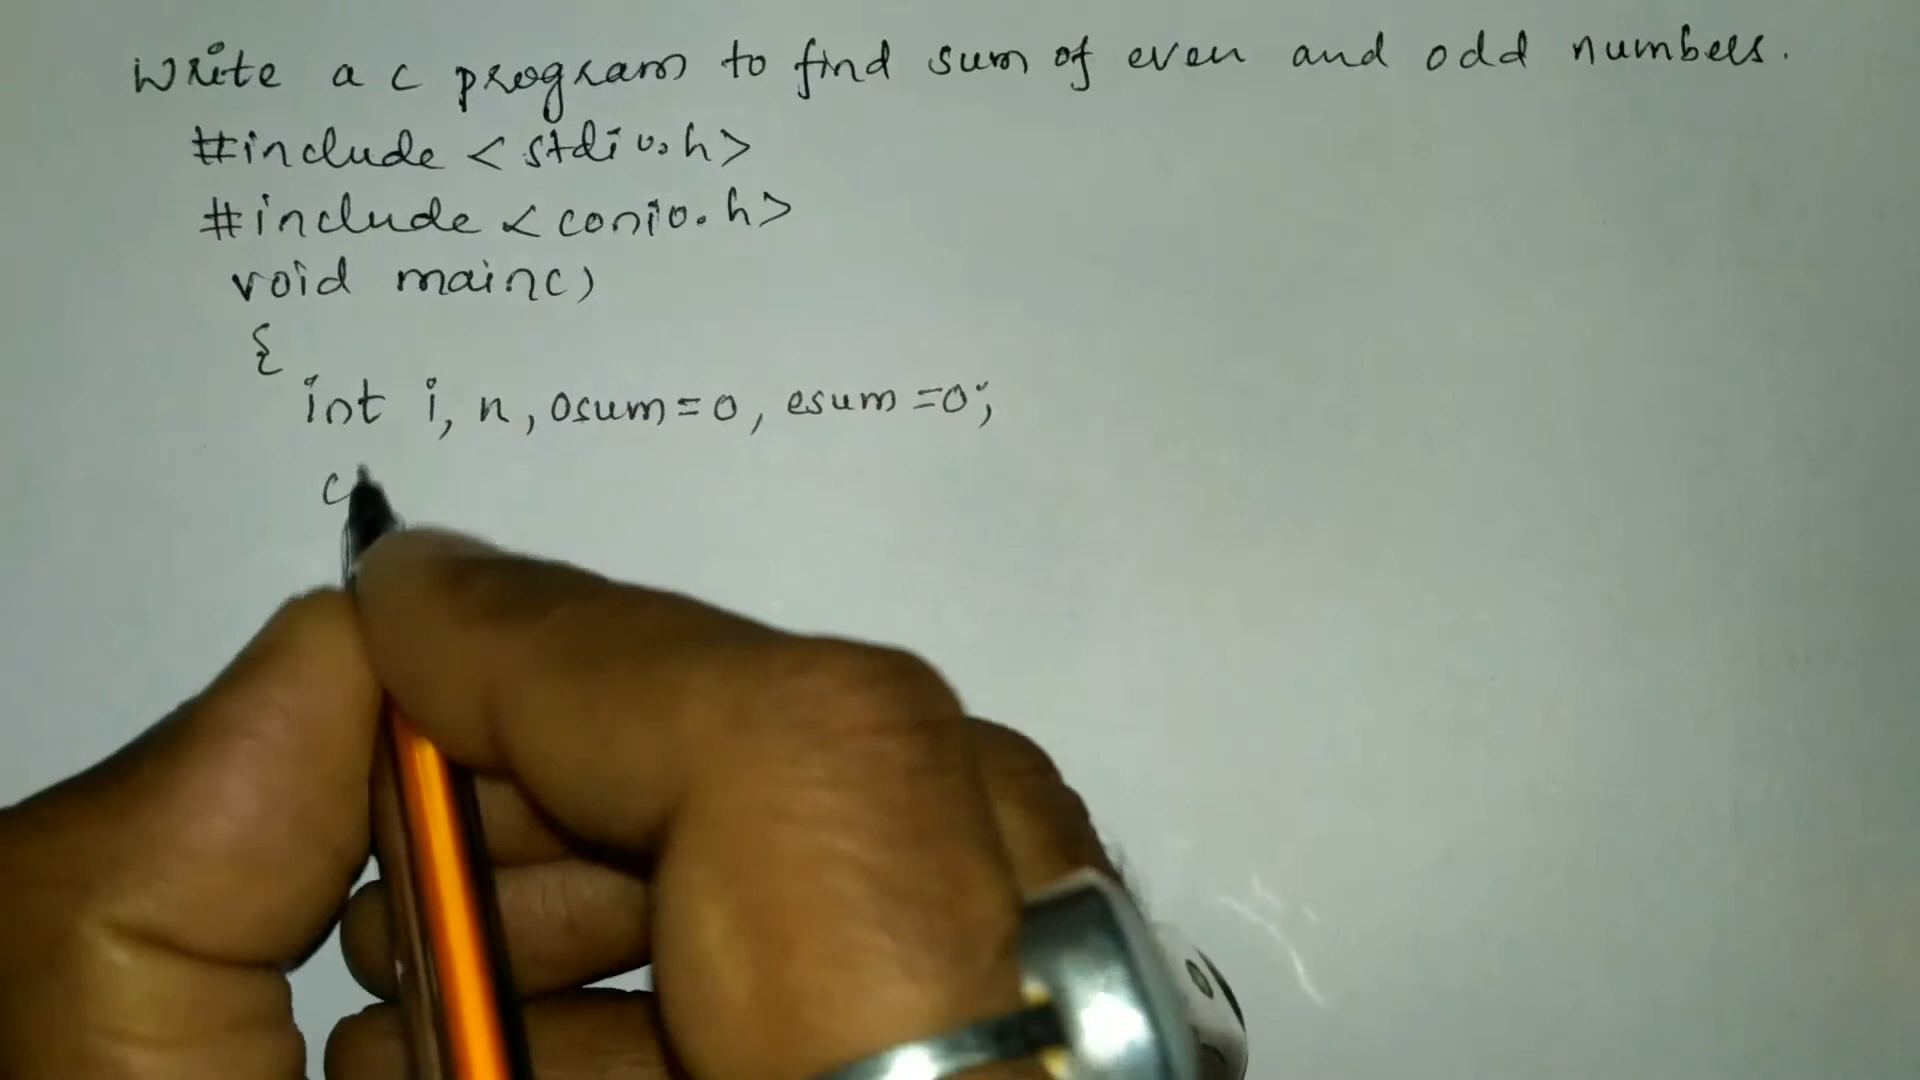 Write a c program to find sum of even and odd numbers.
#include <stdio.h>
#include <conio.h>
void main()
{
int i, n, osum=0, esum=0;
c